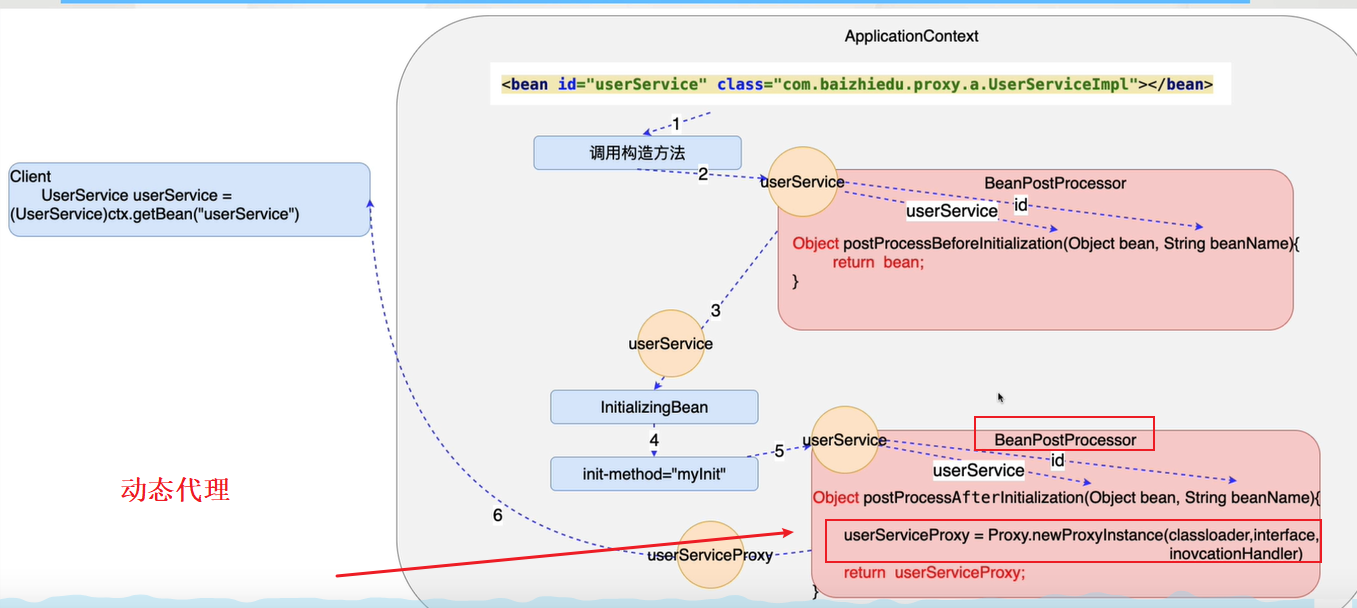 ApplicationContext
<bean id="userService" class="com.baizhiedu.proxy.a.UserServiceImpl"></bean>
1
调用构造方法
2
userService
BeanPostProcessor
userService
id
Object postProcessBeforeInitialization(Object bean, String beanName){
return bean;
}
Client
UserService userService =
(UserService)ctx.getBean("userService")
3
userService
InitializingBean
4
init-method="myInit"
5
userService
BeanPostProcessor
userService
id
Object postProcessAfterInitialization(Object bean, String beanName){
userServiceProxy = Proxy.newProxyInstance(classloader,interface,
inovcationHandler)
return userServiceProxy;
}
动态代理
6
userServiceProxy